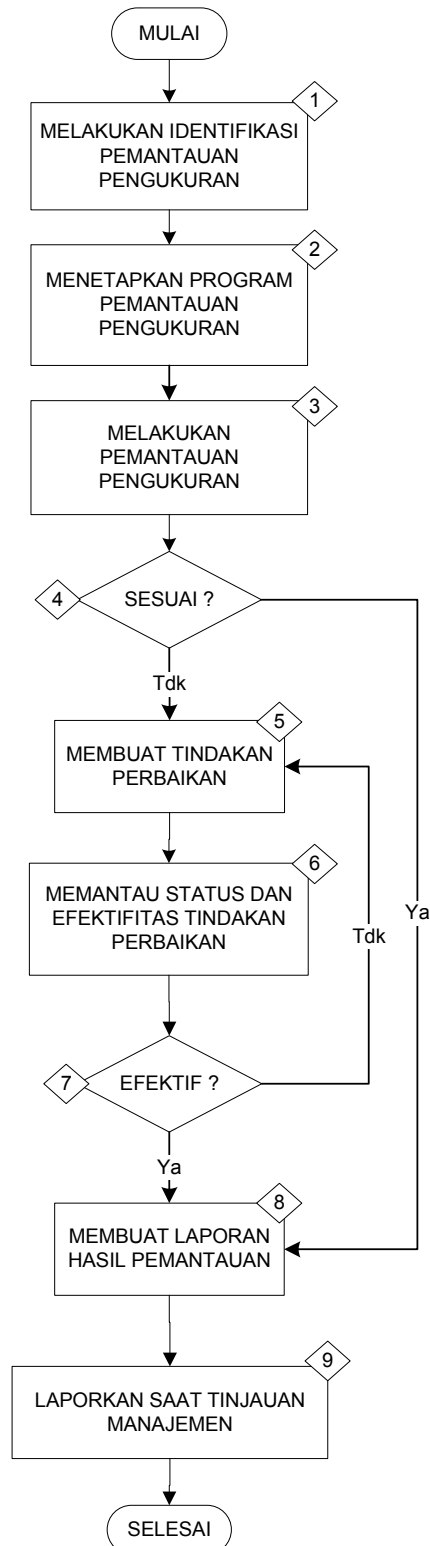 MULAI
1
MELAKUKAN IDENTIFIKASI
PEMANTAUAN
PENGUKURAN
2
MENETAPKAN PROGRAM
PEMANTAUAN
PENGUKURAN
3
MELAKUKAN
PEMANTAUAN
PENGUKURAN
4
SESUAI ?
Tdk
5
MEMBUAT TINDAKAN
PERBAIKAN
6
MEMANTAU STATUS DAN
EFEKTIFITAS TINDAKAN
PERBAIKAN
Ya
Tdk
7
EFEKTIF ?
Ya
8
MEMBUAT LAPORAN
HASIL PEMANTAUAN
9
LAPORKAN SAAT TINJAUAN
MANAJEMEN
SELESAI